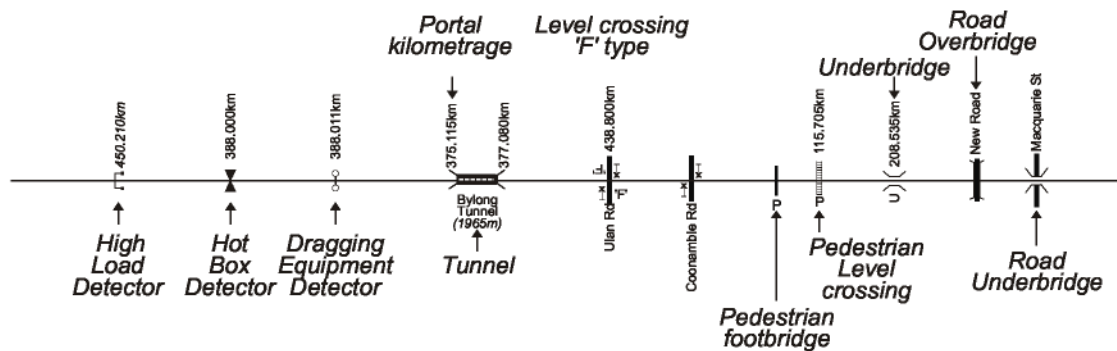 Portal
kilometrage
Level crossing
'F' type
Road
Overbridge
Underbridge
450.210km
388.000km
388.011km
375.115km
377.080km
438.800km
115.705km
208.535km
New Road
Macquarie St
'F'
'F'
Bylong
Tunnel
(1965m)
Ulan Rd
Coonamble Rd
P
P
U
High
Load
Detector
Hot
Box
Detector
Dragging
Equipment
Detector
Tunnel
Pedestrian
footbridge
Pedestrian
Level
crossing
Road
Underbridge